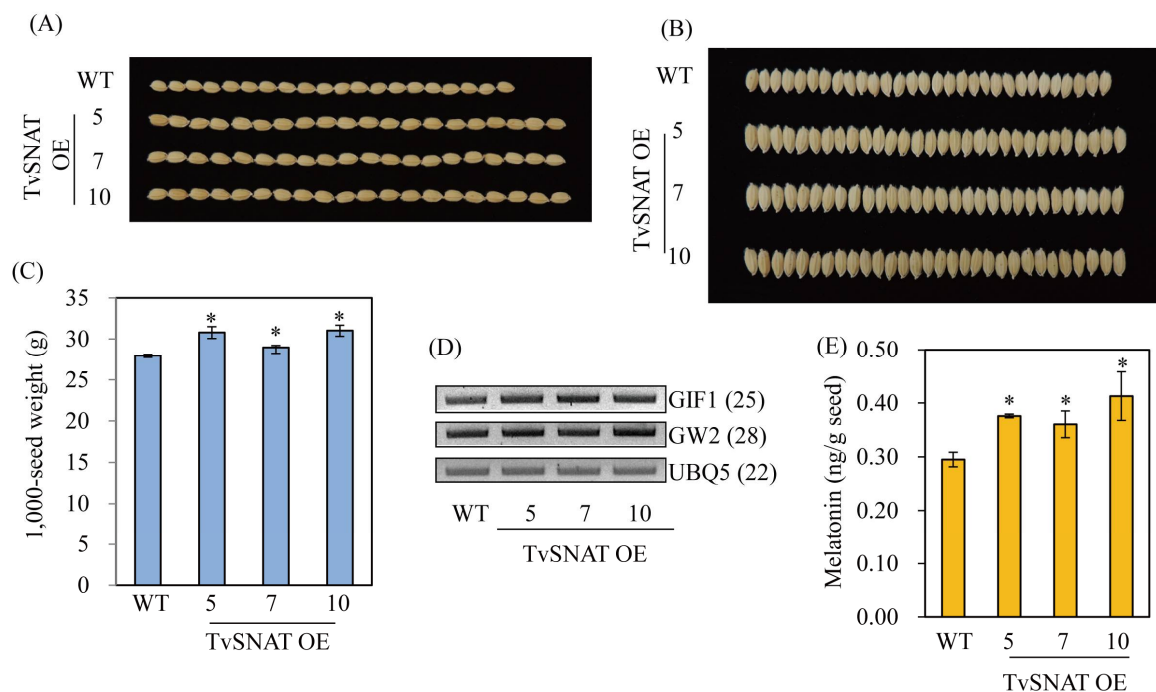 (A)
WT
5
7
10
TvSNAT
OE
(B)
WT
5
7
10
TvSNAT OE
(C)
1,000-seed weight (g)
35
30
25
20
15
10
5
0
*
*
*
WT
5
7
10
TvSNAT OE
(D)
GIF1 (25)
GW2 (28)
UBQ5 (22)
WT
5
7
10
TvSNAT OE
(E)
Melatonin (ng/g seed)
0.50
0.40
0.30
0.20
0.10
0.00
*
*
*
WT
5
7
10
TvSNAT OE